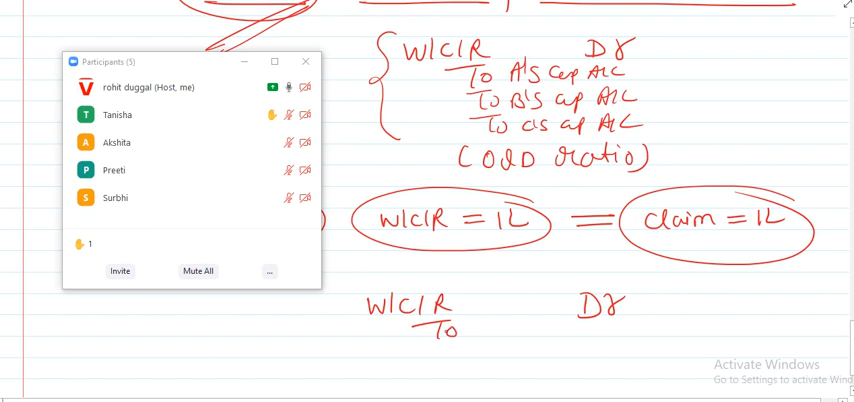 W/C/R Dr
To A's cap A/C
To B's cap A/C
To C's cap A/C
(OLD ratio)
) W/C/R = 1L = Claim = 1L
W/C/R Dr
To
Participants (5)
rohit duggal (Host, me)
T Tanisha
A Akshita
P Preeti
S Surbhi
1
Invite Mute All ...
Activate Windows
Go to Settings to activate Wind